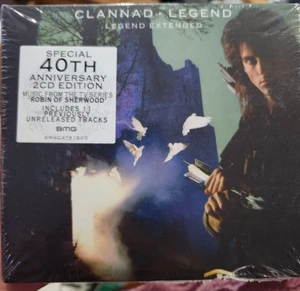 CLANNAD • LEGEND
LEGEND EXTENDED
SPECIAL
40TH
ANNIVERSARY
2CD EDITION
MUSIC FROM THE TV SERIES
'ROBIN OF SHERWOOD'
INCLUDES 13
PREVIOUSLY
UNRELEASED TRACKS
BMG